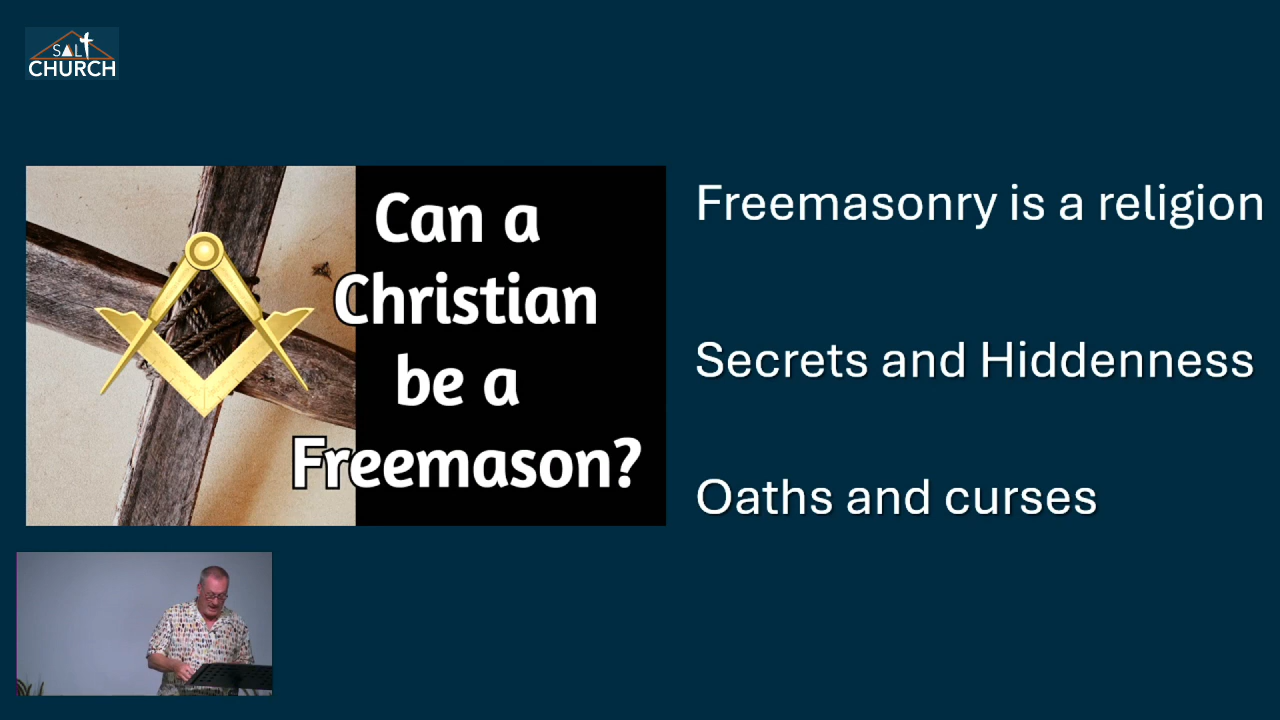 SALT
CHURCH
Can a
Christian
be a
Freemason?
Freemasonry is a religion
Secrets and Hiddenness
Oaths and curses